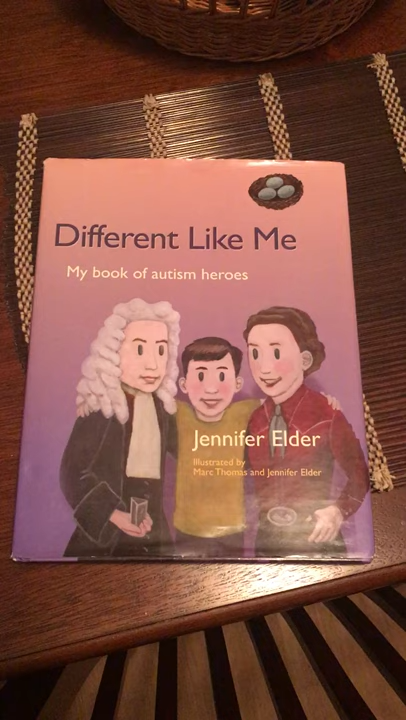 Different Like Me
My book of autism heroes
Jennifer Elder
Illustrated by
Marc Thomas and Jennifer Elder